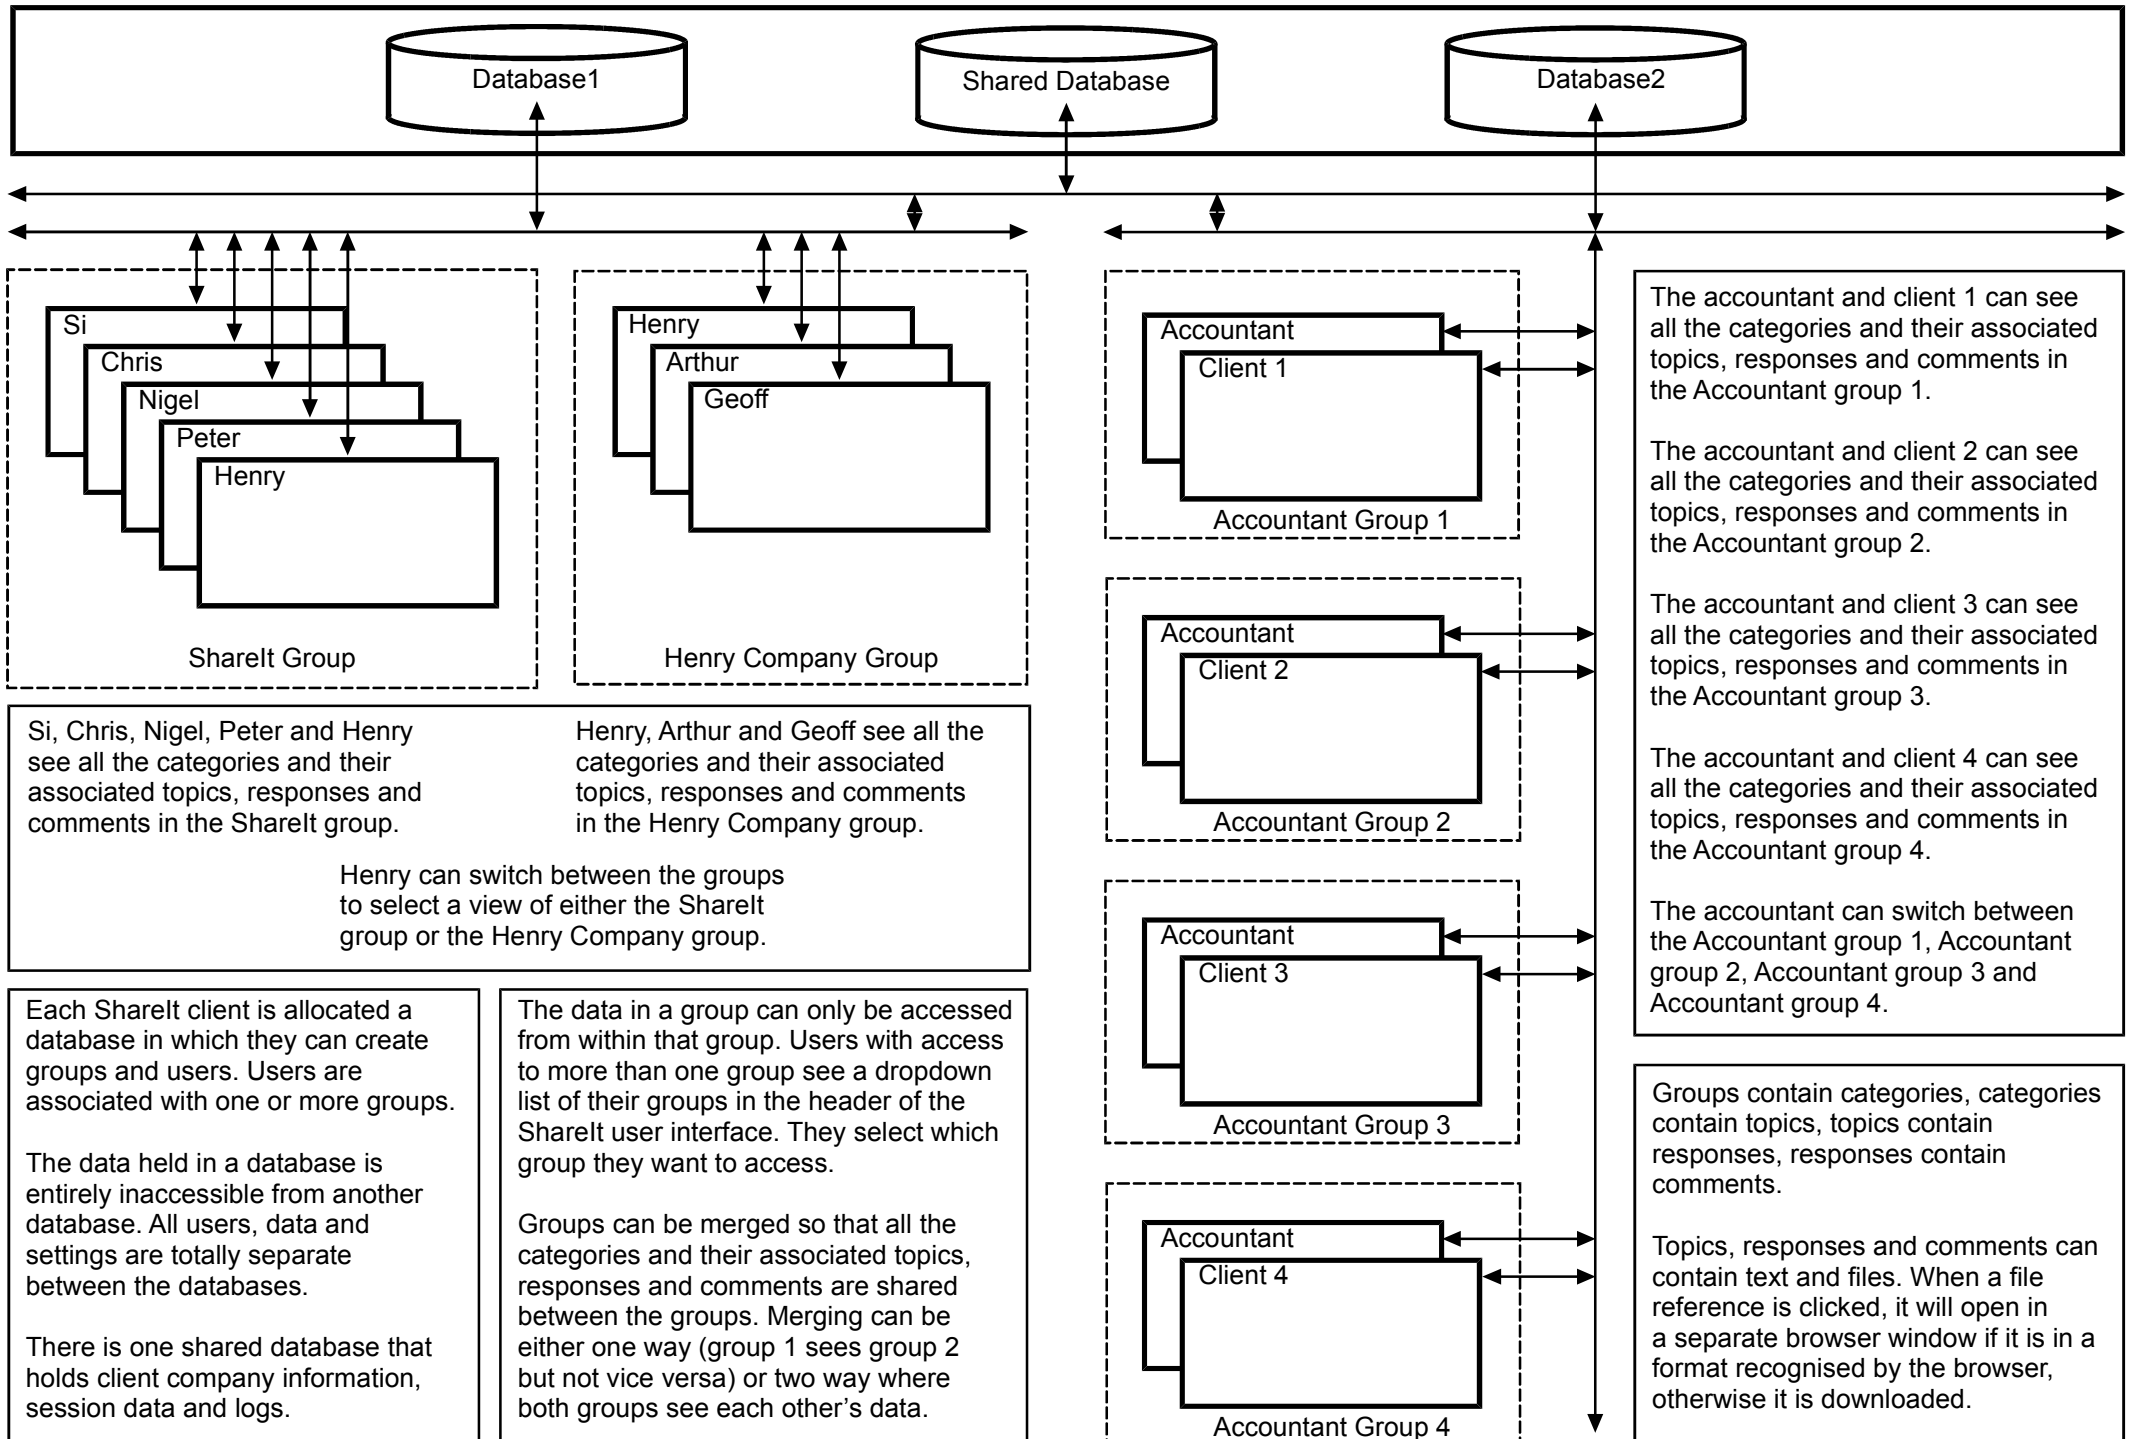 Database1
Shared Database
Database2
Si
Chris
Nigel
Peter
Henry
ShareIt Group
Henry
Arthur
Geoff
Henry Company Group
Accountant
Client 1
Accountant Group 1
Accountant
Client 2
Accountant Group 2
Accountant
Client 3
Accountant Group 3
Accountant
Client 4
Accountant Group 4
Si, Chris, Nigel, Peter and Henry
see all the categories and their
associated topics, responses and
comments in the ShareIt group.
Henry, Arthur and Geoff see all the
categories and their associated
topics, responses and comments
in the Henry Company group.
Henry can switch between the groups
to select a view of either the ShareIt
group or the Henry Company group.
Each ShareIt client is allocated a
database in which they can create
groups and users. Users are
associated with one or more groups.
The data held in a database is
entirely inaccessible from another
database. All users, data and
settings are totally separate
between the databases.
There is one shared database that
holds client company information,
session data and logs.
The data in a group can only be accessed
from within that group. Users with access
to more than one group see a dropdown
list of their groups in the header of the
ShareIt user interface. They select which
group they want to access.
Groups can be merged so that all the
categories and their associated topics,
responses and comments are shared
between the groups. Merging can be
either one way (group 1 sees group 2
but not vice versa) or two way where
both groups see each other’s data.
The accountant and client 1 can see
all the categories and their associated
topics, responses and comments in
the Accountant group 1.
The accountant and client 2 can see
all the categories and their associated
topics, responses and comments in
the Accountant group 2.
The accountant and client 3 can see
all the categories and their associated
topics, responses and comments in
the Accountant group 3.
The accountant and client 4 can see
all the categories and their associated
topics, responses and comments in
the Accountant group 4.
The accountant can switch between
the Accountant group 1, Accountant
group 2, Accountant group 3 and
Accountant group 4.
Groups contain categories, categories
contain topics, topics contain
responses, responses contain
comments.
Topics, responses and comments can
contain text and files. When a file
reference is clicked, it will open in
a separate browser window if it is in a
format recognised by the browser,
otherwise it is downloaded.